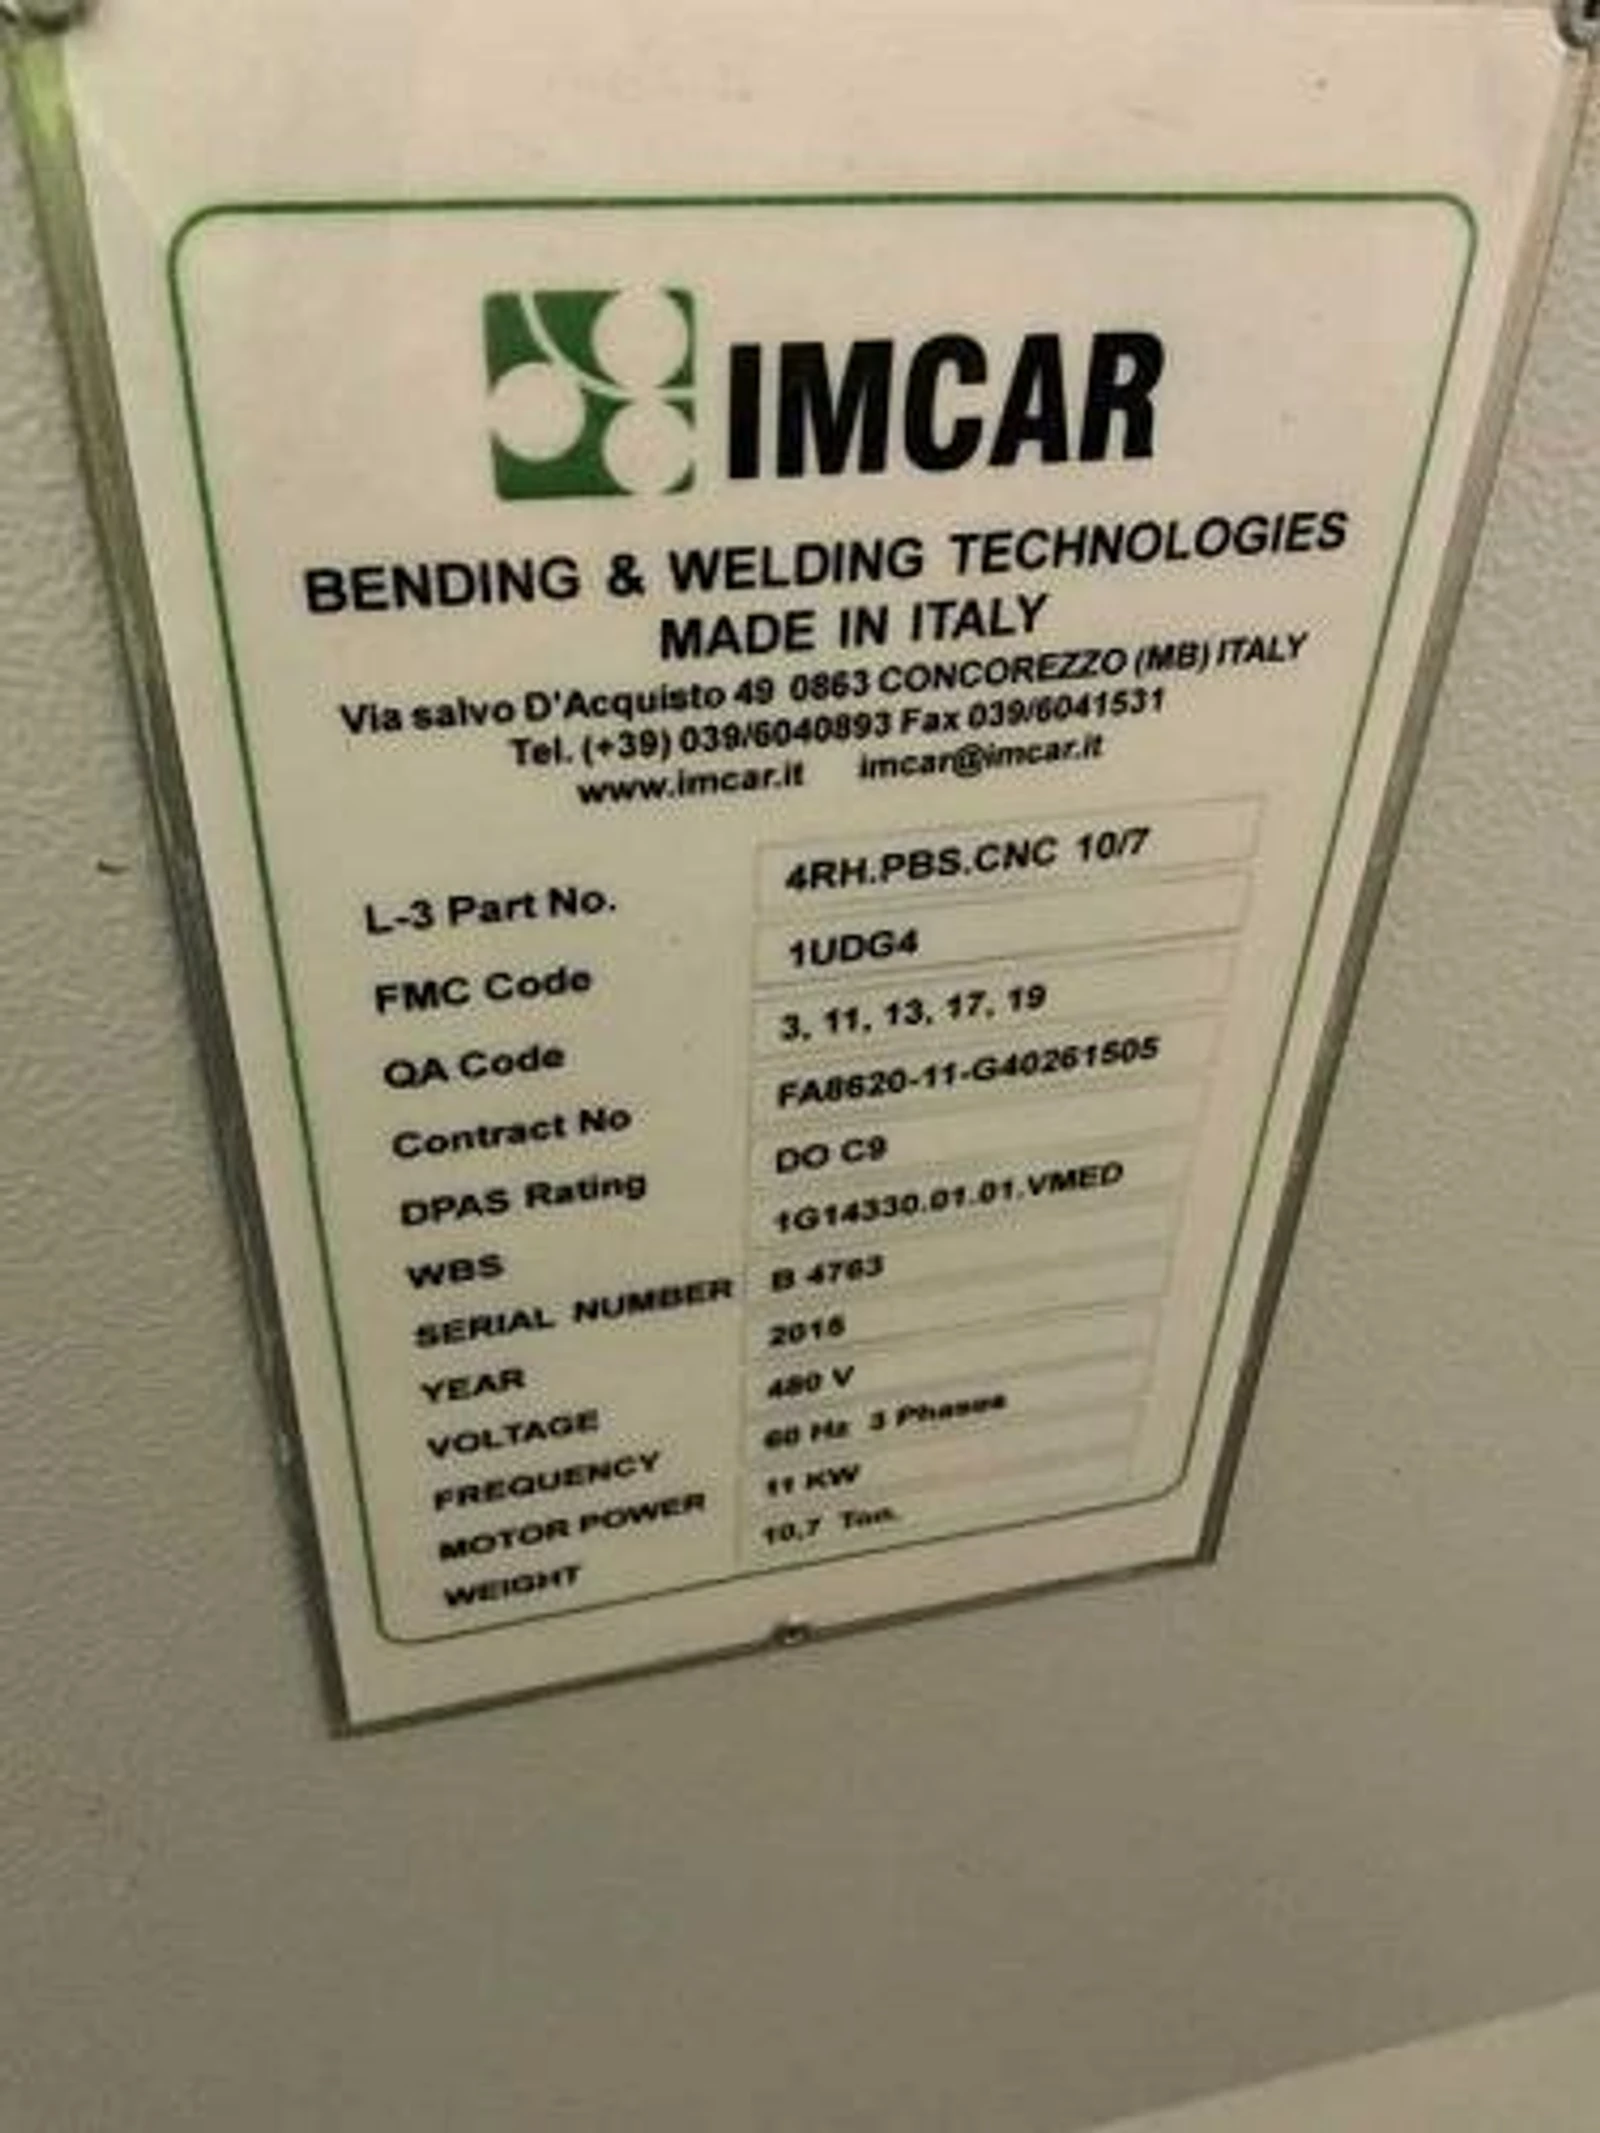 IMCAR
BENDING & WELDING TECHNOLOGIES
MADE IN ITALY
Via salvo D'Acquisto 49 0863 CONCOREZZO (MB) ITALY
Tel. (+39) 039/6040893 Fax 039/6041531
www.imcar.it imcar@imcar.it
L-3 Part No. 4RH.PBS.CNC 10/7
FMC Code 1UDG4
QA Code 3, 11, 13, 17, 19
Contract No FA8620-11-G40261505
DPAS Rating DO C9
WBS 1G14330.01.01.VMED
SERIAL NUMBER B 4763
YEAR
VOLTAGE 480 V
FREQUENCY 60 Hz 3 Phases
MOTOR POWER 11 KW
WEIGHT 10,7 Ton.